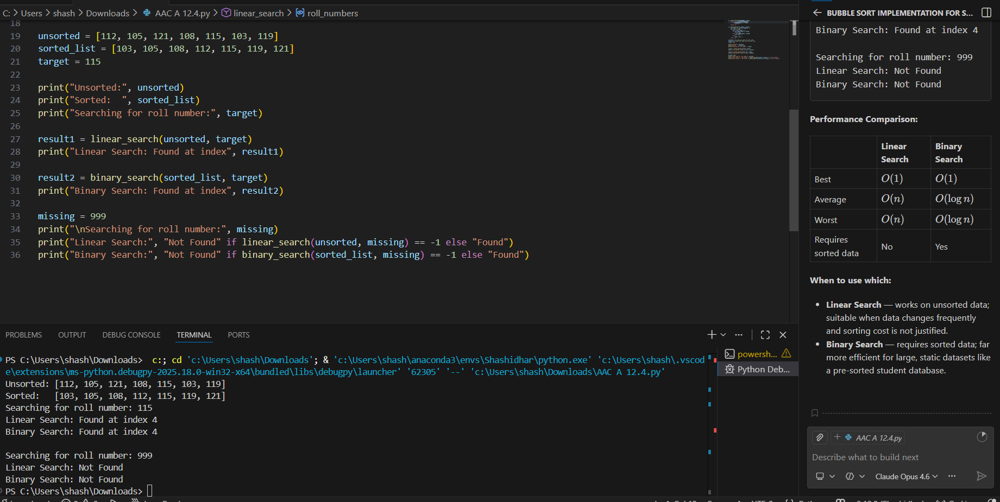 C: > Users > shash > Downloads > AAC A 12.4.py > linear_search > roll_numbers
18
19 unsorted = [112, 105, 121, 108, 115, 103, 119]
20 sorted_list = [103, 105, 108, 112, 115, 119, 121]
21 target = 115
22
23 print("Unsorted:", unsorted)
24 print("Sorted:  ", sorted_list)
25 print("Searching for roll number:", target)
26
27 result1 = linear_search(unsorted, target)
28 print("Linear Search: Found at index", result1)
29
30 result2 = binary_search(sorted_list, target)
31 print("Binary Search: Found at index", result2)
32
33 missing = 999
34 print("\nSearching for roll number:", missing)
35 print("Linear Search:", "Not Found" if linear_search(unsorted, missing) == -1 else "Found")
36 print("Binary Search:", "Not Found" if binary_search(sorted_list, missing) == -1 else "Found")
PROBLEMS OUTPUT DEBUG CONSOLE TERMINAL PORTS
PS C:\Users\shash\Downloads>  c:; cd 'c:\Users\shash\Downloads'; & 'c:\Users\shash\anaconda3\envs\Shashidhar\python.exe' 'c:\Users\shash\.vscod
e\extensions\ms-python.debugpy-2025.18.0-win32-x64\bundled\libs\debugpy\launcher' '62305' '--' 'c:\Users\shash\Downloads\AAC A 12.4.py'
Unsorted: [112, 105, 121, 108, 115, 103, 119]
Sorted:   [103, 105, 108, 112, 115, 119, 121]
Searching for roll number: 115
Linear Search: Found at index 4
Binary Search: Found at index 4
Searching for roll number: 999
Linear Search: Not Found
Binary Search: Not Found
PS C:\Users\shash\Downloads>
powersh...
Python Deb...
BUBBLE SORT IMPLEMENTATION FOR S...
Binary Search: Found at index 4
Searching for roll number: 999
Linear Search: Not Found
Binary Search: Not Found
Performance Comparison:
Linear Search Binary Search
Best O(1) O(1)
Average O(n) O(log n)
Worst O(n) O(log n)
Requires sorted data No Yes
When to use which:
• Linear Search — works on unsorted data;
suitable when data changes frequently
and sorting cost is not justified.
• Binary Search — requires sorted data; far
more efficient for large, static datasets like
a pre-sorted student database.
AAC A 12.4.py
Describe what to build next
Claude Opus 4.6